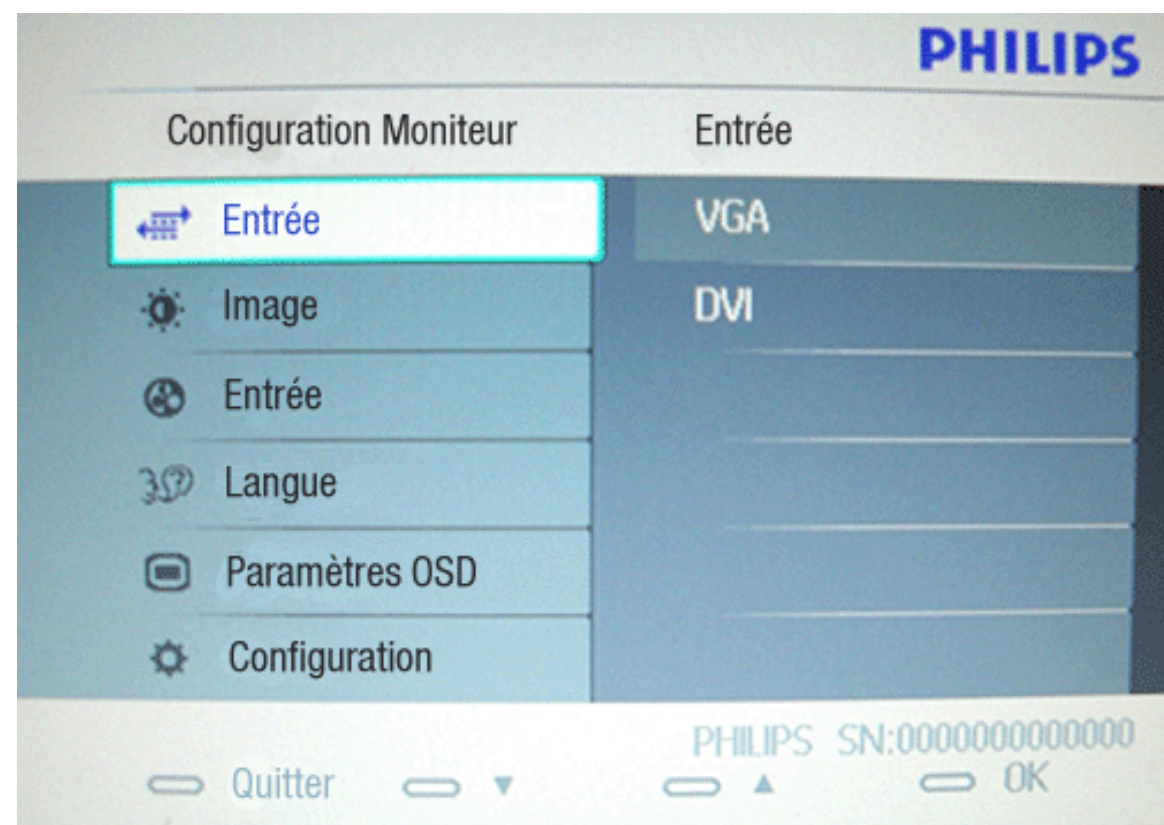 PHILIPS
Configuration Moniteur Entrée
Entrée VGA
Image DVI
Entrée
Langue
Paramètres OSD
Configuration
PHILIPS SN:0000000000000
Quitter ▼ ▲ OK